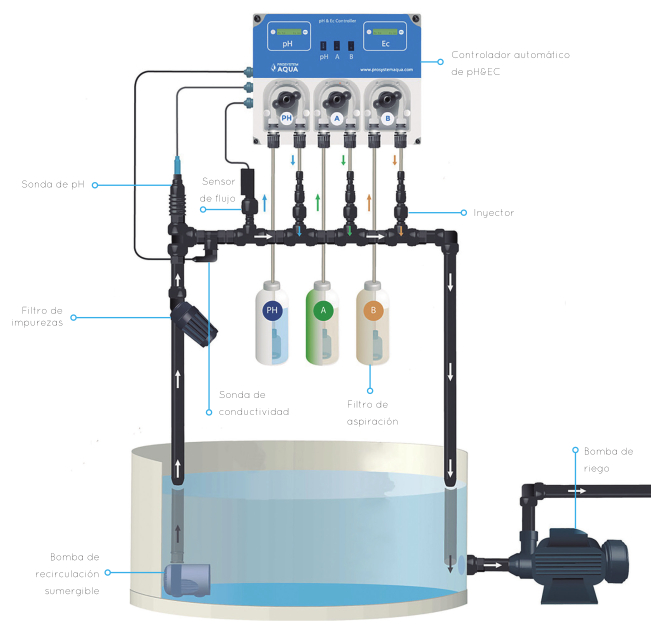 pH & Ec Controller
pH
Ec
pH A B
PROSYSTEM
AQUA
www.prosystemaqua.com
Controlador automático
de pH&EC
PH
A
B
Sonda de pH
Sensor
de flujo
Inyector
PH
A
B
Filtro de
impurezas
Sonda de
conductividad
Filtro de
aspiración
Bomba de
riego
Bomba de
recirculación
sumergible